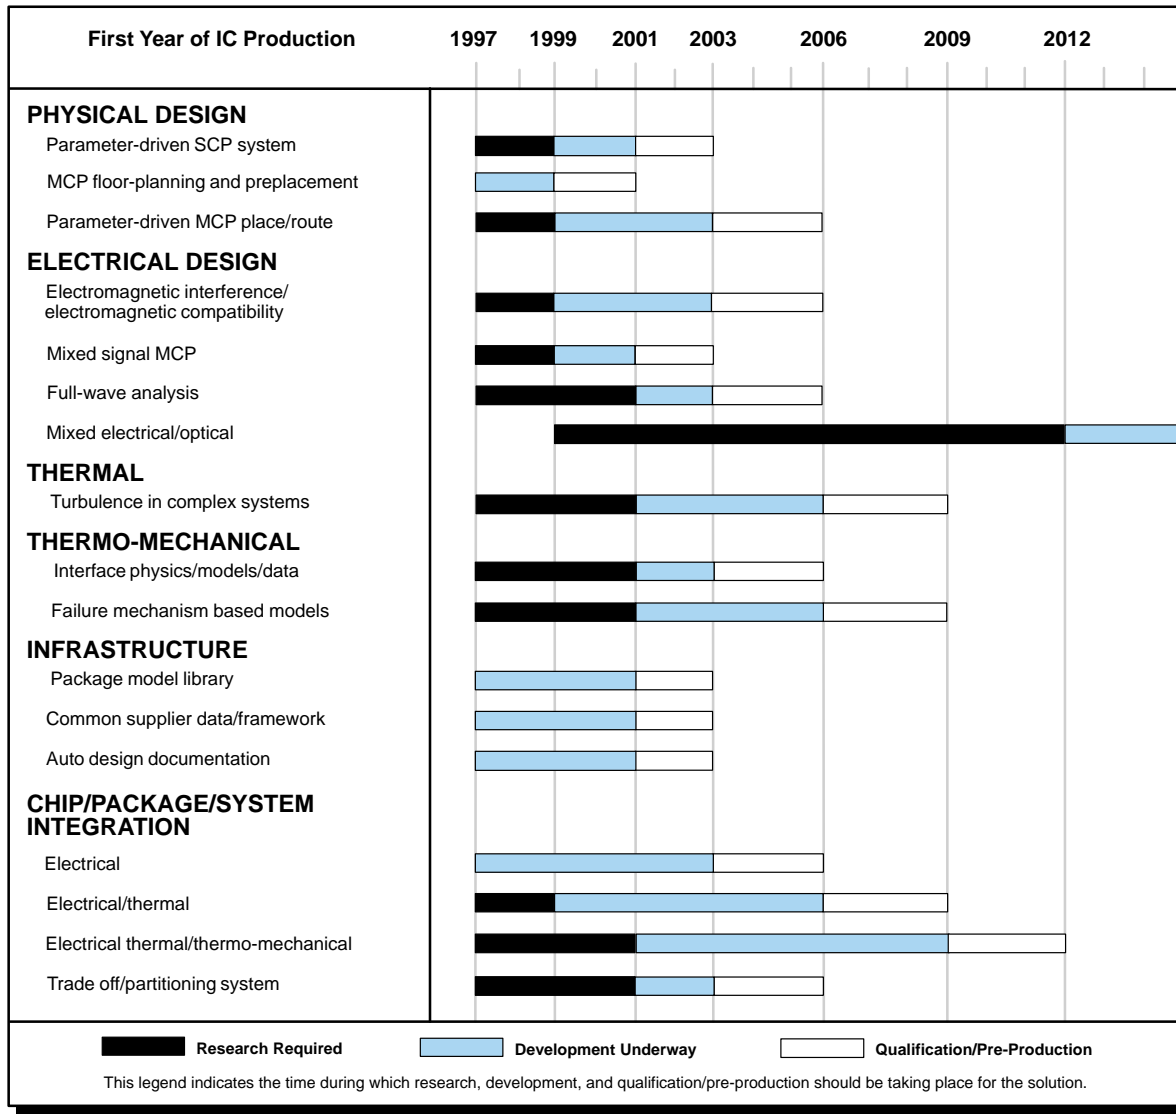 First Year of IC Production
1997 1999 2001 2003 2006 2009 2012
PHYSICAL DESIGN
Parameter-driven SCP system
MCP floor-planning and preplacement
Parameter-driven MCP place/route
ELECTRICAL DESIGN
Electromagnetic interference/
electromagnetic compatibility
Mixed signal MCP
Full-wave analysis
Mixed electrical/optical
THERMAL
Turbulence in complex systems
THERMO-MECHANICAL
Interface physics/models/data
Failure mechanism based models
INFRASTRUCTURE
Package model library
Common supplier data/framework
Auto design documentation
CHIP/PACKAGE/SYSTEM
INTEGRATION
Electrical
Electrical/thermal
Electrical thermal/thermo-mechanical
Trade off/partitioning system
Research Required Development Underway Qualification/Pre-Production
This legend indicates the time during which research, development, and qualification/pre-production should be taking place for the solution.